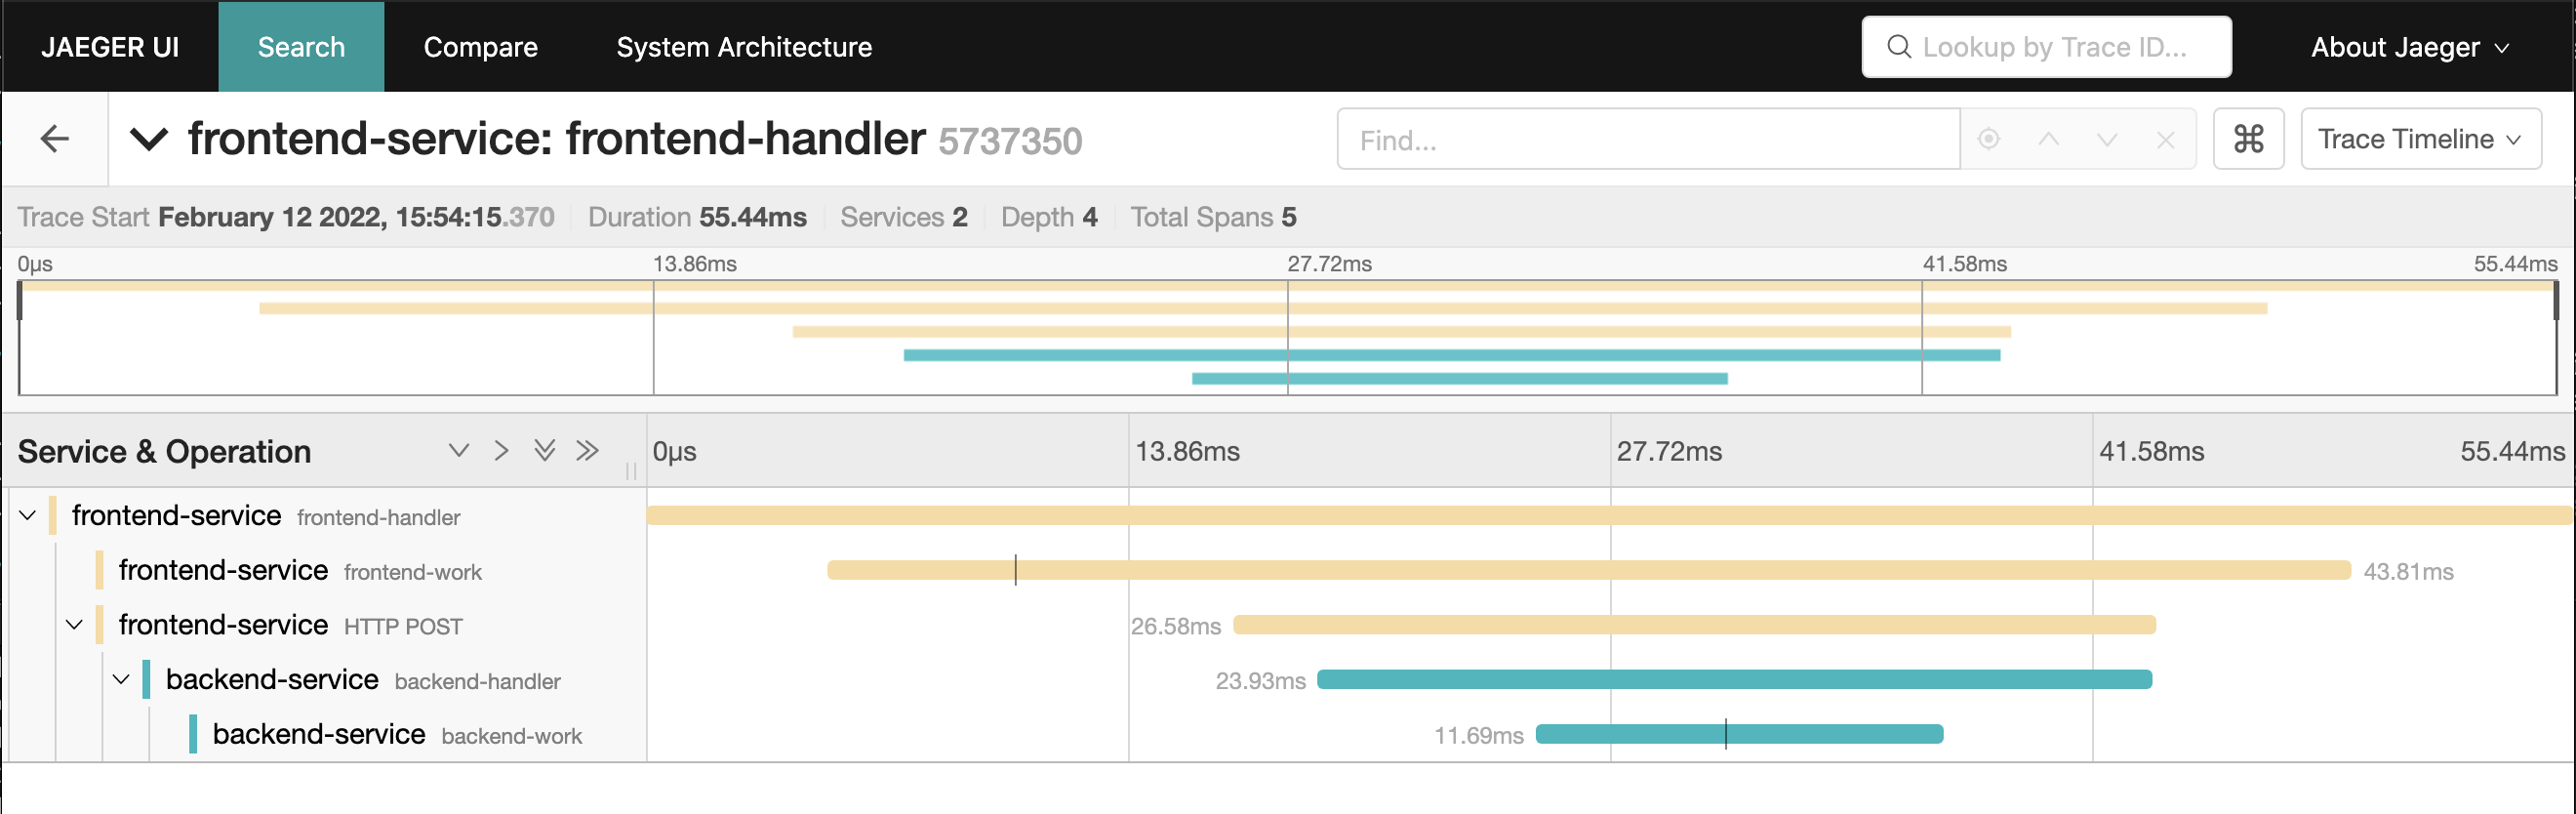 JAEGER UI Search Compare System Architecture Lookup by Trace ID... About Jaeger
frontend-service: frontend-handler 5737350 Find... ⌘ Trace Timeline
Trace Start February 12 2022, 15:54:15.370 Duration 55.44ms Services 2 Depth 4 Total Spans 5
0μs 13.86ms 27.72ms 41.58ms 55.44ms
Service & Operation 0μs 13.86ms 27.72ms 41.58ms 55.44ms
frontend-service frontend-handler
frontend-service frontend-work 43.81ms
frontend-service HTTP POST 26.58ms
backend-service backend-handler 23.93ms
backend-service backend-work 11.69ms